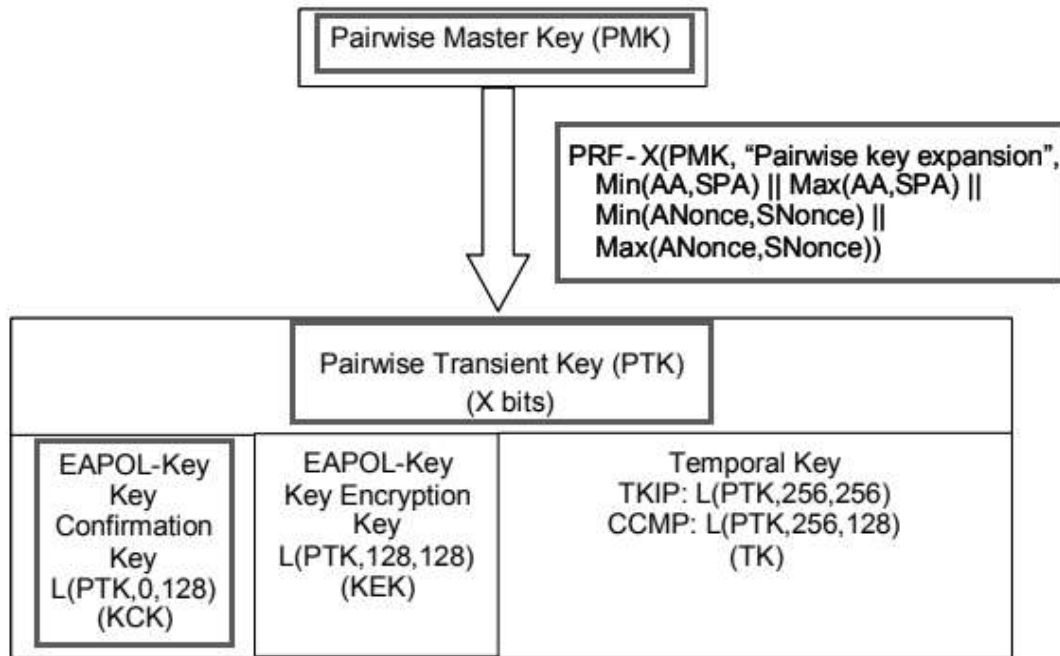 Pairwise Master Key (PMK)
PRF - X(PMK, “Pairwise key expansion”,
Min(AA,SPA) || Max(AA,SPA) ||
Min(ANonce,SNonce) ||
Max(ANonce,SNonce))
Pairwise Transient Key (PTK)
(X bits)
EAPOL-Key
Key
Confirmation
Key
L(PTK,0,128)
(KCK)
EAPOL-Key
Key Encryption
Key
L(PTK,128,128)
(KEK)
Temporal Key
TKIP: L(PTK,256,256)
CCMP: L(PTK,256,128)
(TK)